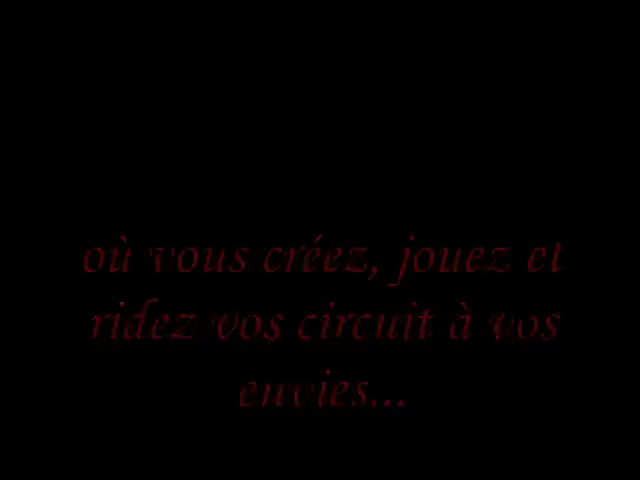 où vous créez, jouez et
ridez vos circuit à vos
envies...